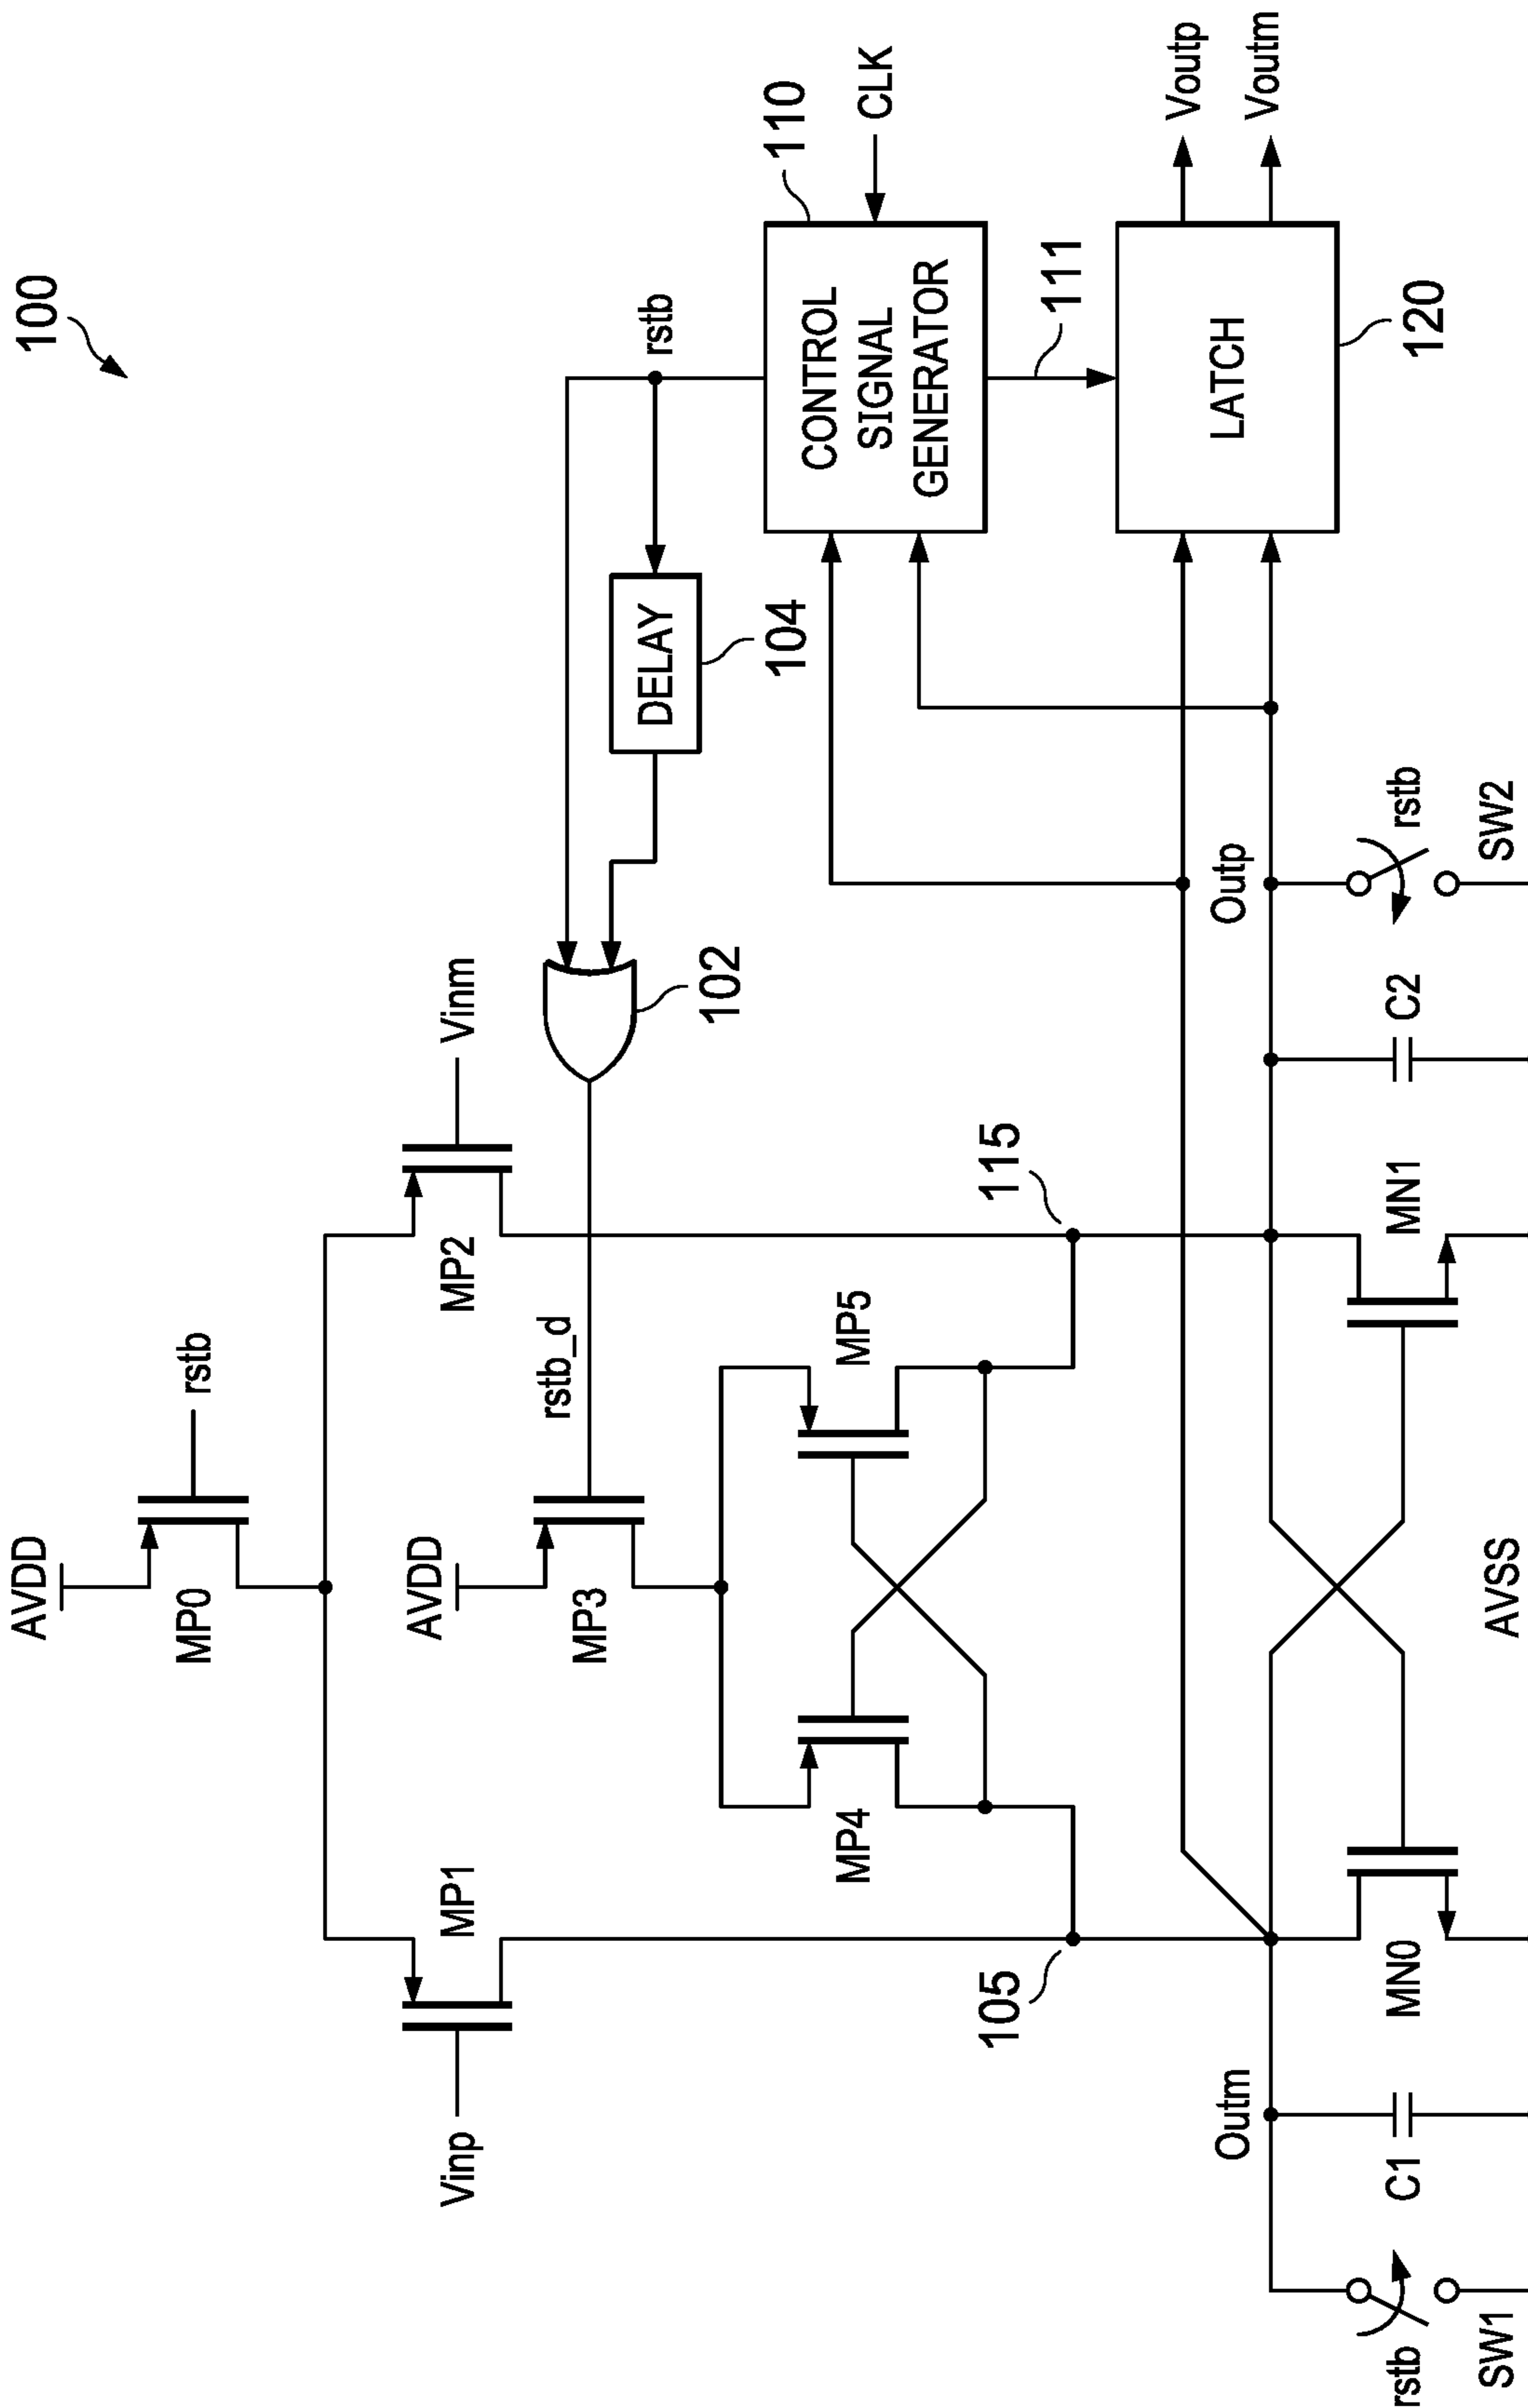 100
AVDD
rstb
MP0
Vinp
MP1
MP2
Vinm
AVDD
rstb_d
MP3
102
rstb
DELAY
104
110
CONTROL
SIGNAL
GENERATOR
CLK
MP4
MP5
105
115
111
Outm
Outp
LATCH
120
Voutp
Voutm
rstb
SW1
C1
MN0
AVSS
MN1
C2
rstb
SW2